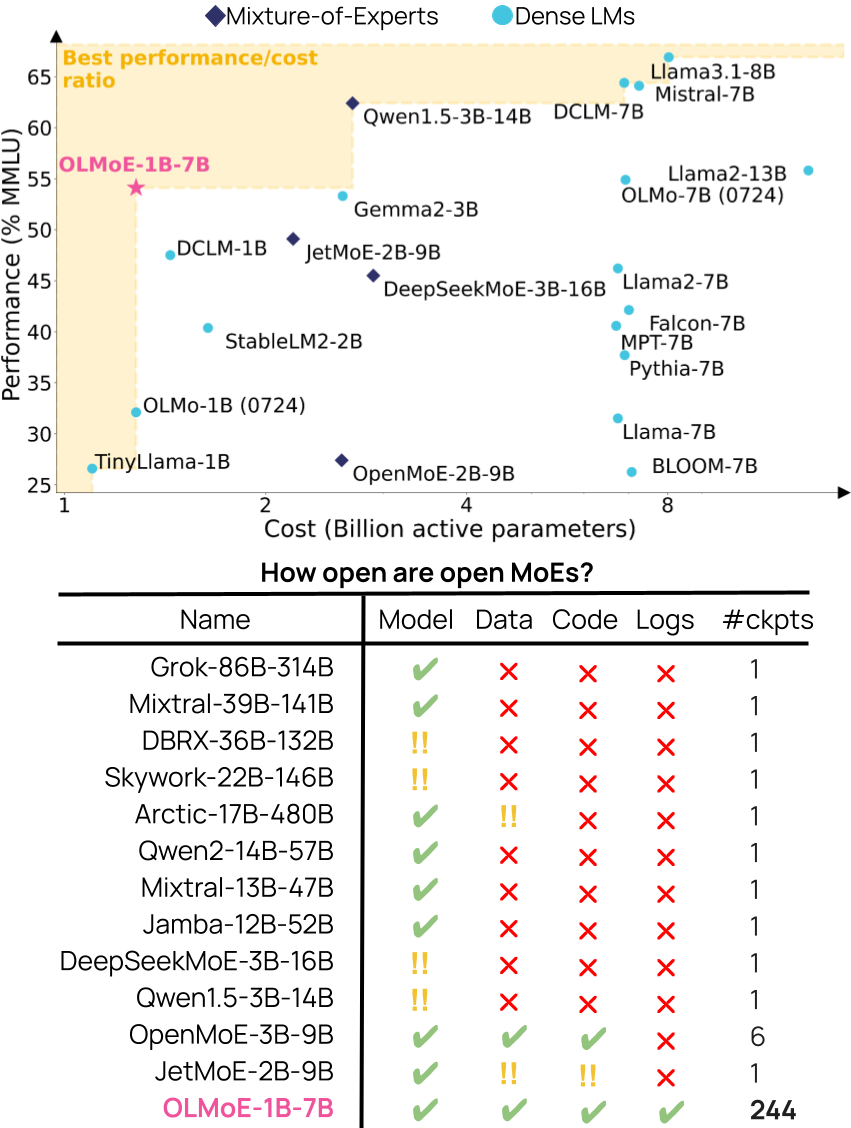 Mixture-of-Experts Dense LMs
Best performance/cost
ratio
65
60
55
50
45
40
35
30
25
Performance (% MMLU)
Llama3.1-8B
Mistral-7B
DCLM-7B
Qwen1.5-3B-14B
OLMoE-1B-7B
Llama2-13B
OLMo-7B (0724)
Gemma2-3B
DCLM-1B
JetMoE-2B-9B
DeepSeekMoE-3B-16B
Llama2-7B
Falcon-7B
StableLM2-2B
MPT-7B
Pythia-7B
OLMo-1B (0724)
Llama-7B
TinyLlama-1B
BLOOM-7B
OpenMoE-2B-9B
1 2 4 8
Cost (Billion active parameters)
How open are open MoEs?
Name Model Data Code Logs #ckpts
Grok-86B-314B ✔ ✕ ✕ ✕ 1
Mixtral-39B-141B ✔ ✕ ✕ ✕ 1
DBRX-36B-132B !! ✕ ✕ ✕ 1
Skywork-22B-146B !! ✕ ✕ ✕ 1
Arctic-17B-480B ✔ !! ✕ ✕ 1
Qwen2-14B-57B ✔ ✕ ✕ ✕ 1
Mixtral-13B-47B ✔ ✕ ✕ ✕ 1
Jamba-12B-52B ✔ ✕ ✕ ✕ 1
DeepSeekMoE-3B-16B !! ✕ ✕ ✕ 1
Qwen1.5-3B-14B !! ✕ ✕ ✕ 1
OpenMoE-3B-9B ✔ ✔ ✔ ✕ 6
JetMoE-2B-9B ✔ !! !! ✕ 1
OLMoE-1B-7B ✔ ✔ ✔ ✔ 244